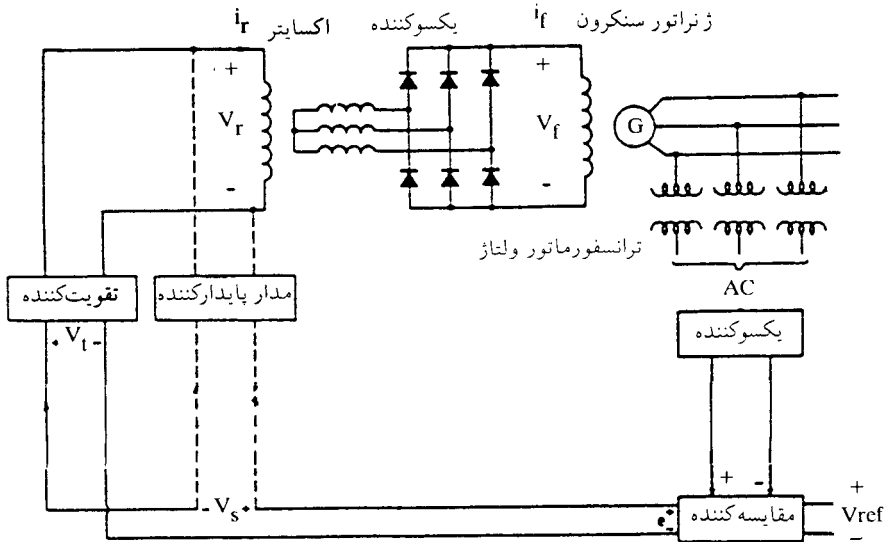 ژنراتور سنکرون
i_f
یکسوکننده
اکسایتر
i_r
+
V_r
-
+
V_f
-
G
ترانسفورماتور ولتاژ
AC
تقویت‌کننده
مدار پایدارکننده
یکسوکننده
+ V_t -
- V_s +
+ -
e
+
-
مقایسه‌کننده
+
Vref
-